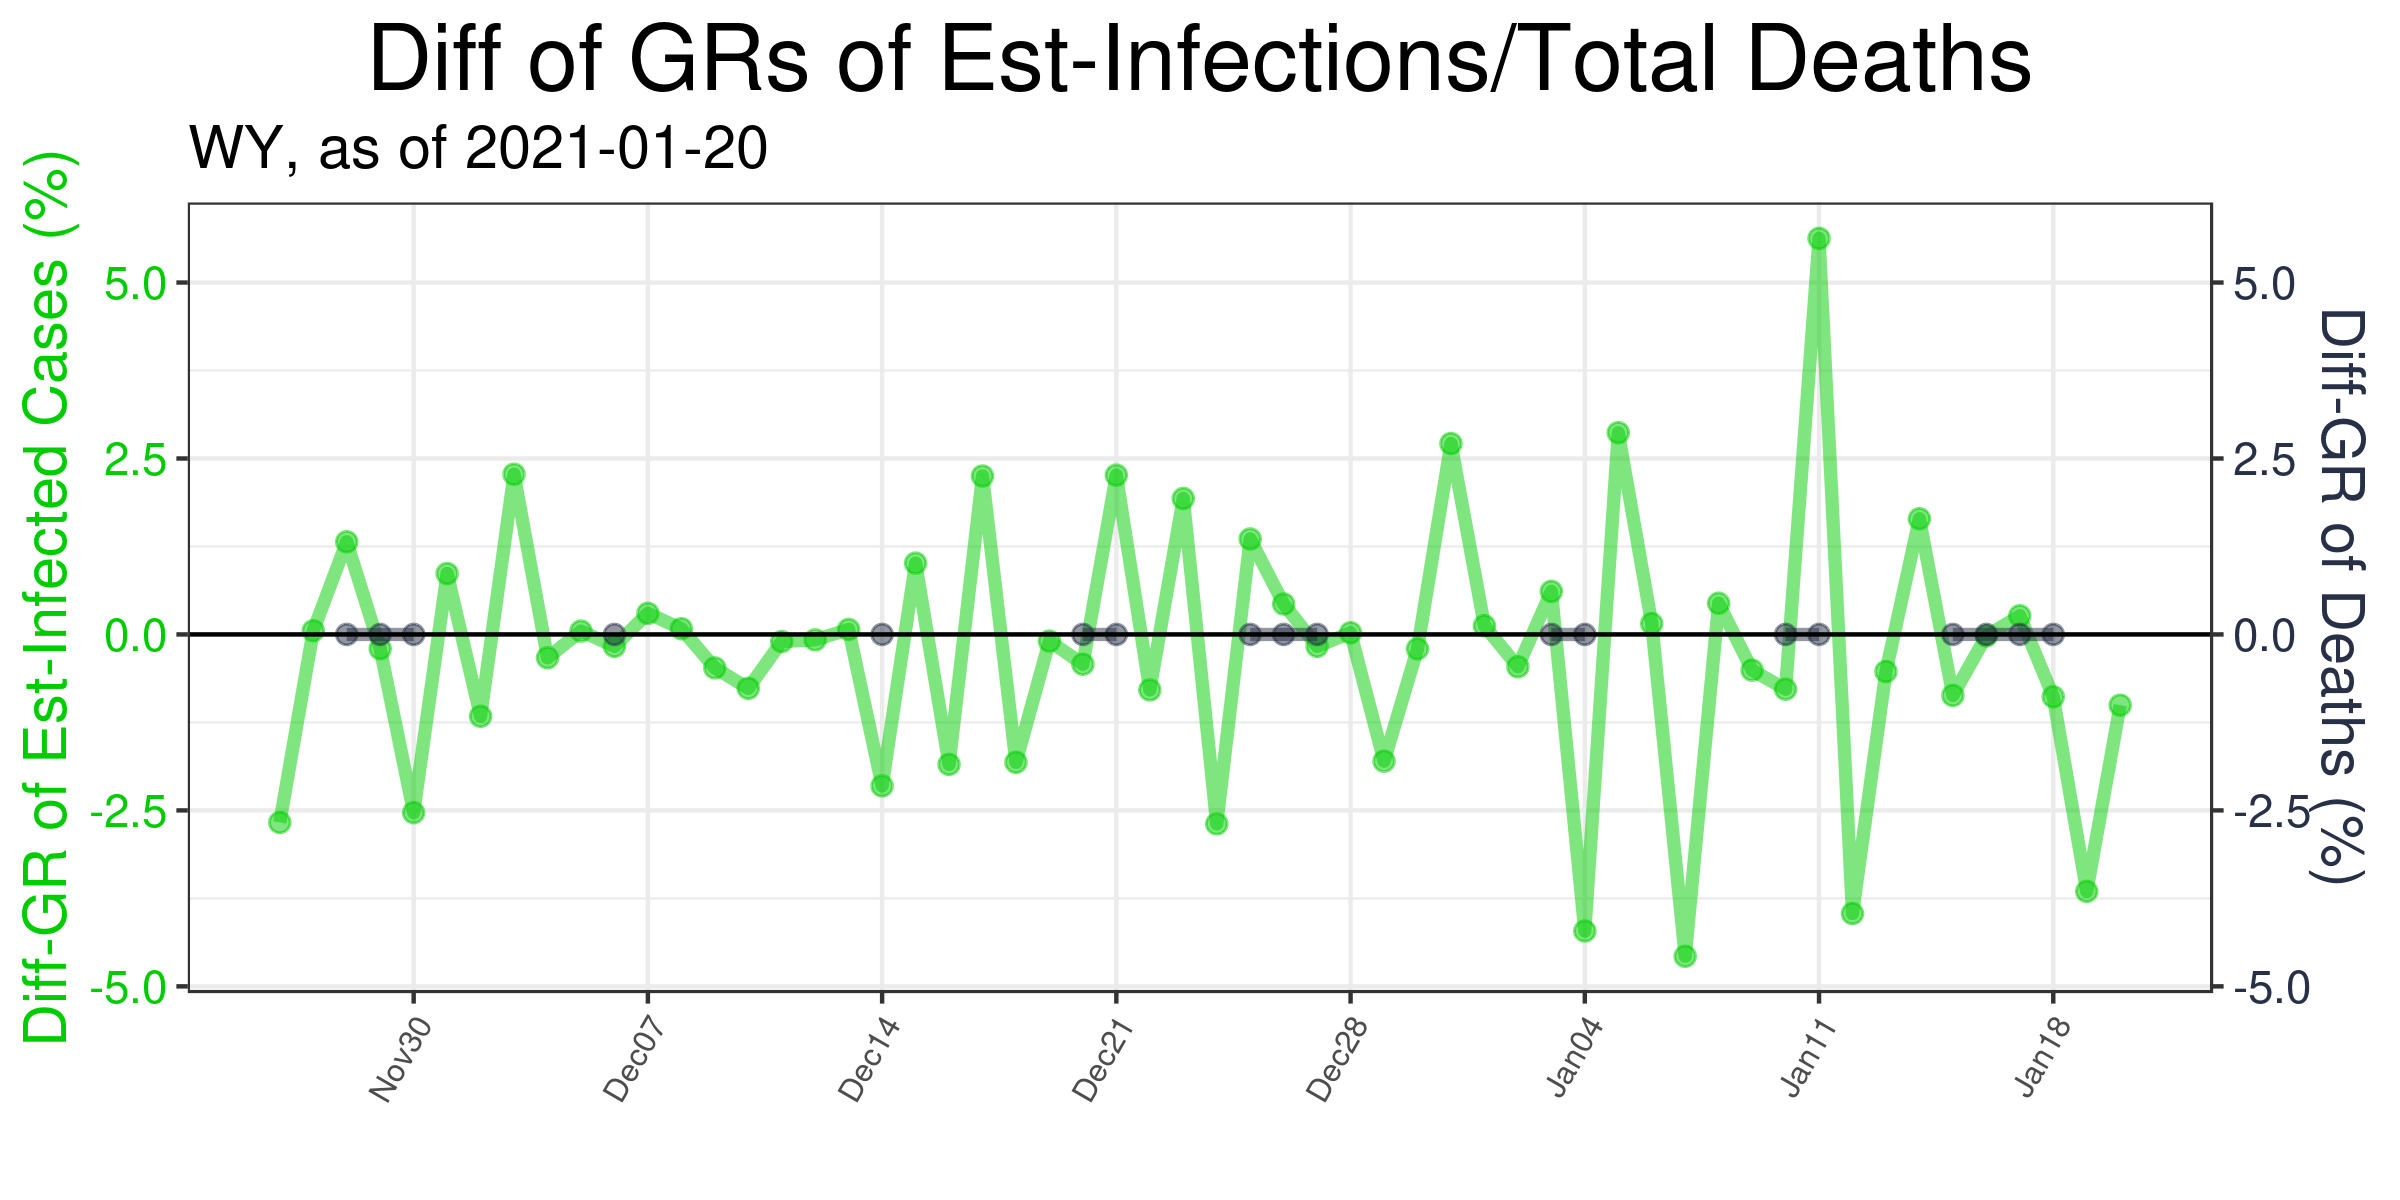 Diff of GRs of Est-Infections/Total Deaths
WY, as of 2021-01-20
Diff-GR of Est-Infected Cases (%)
5.0
2.5
0.0
-2.5
-5.0
5.0
2.5
0.0
-2.5
-5.0
Diff-GR of Deaths (%)
Nov30
Dec07
Dec14
Dec21
Dec28
Jan04
Jan11
Jan18